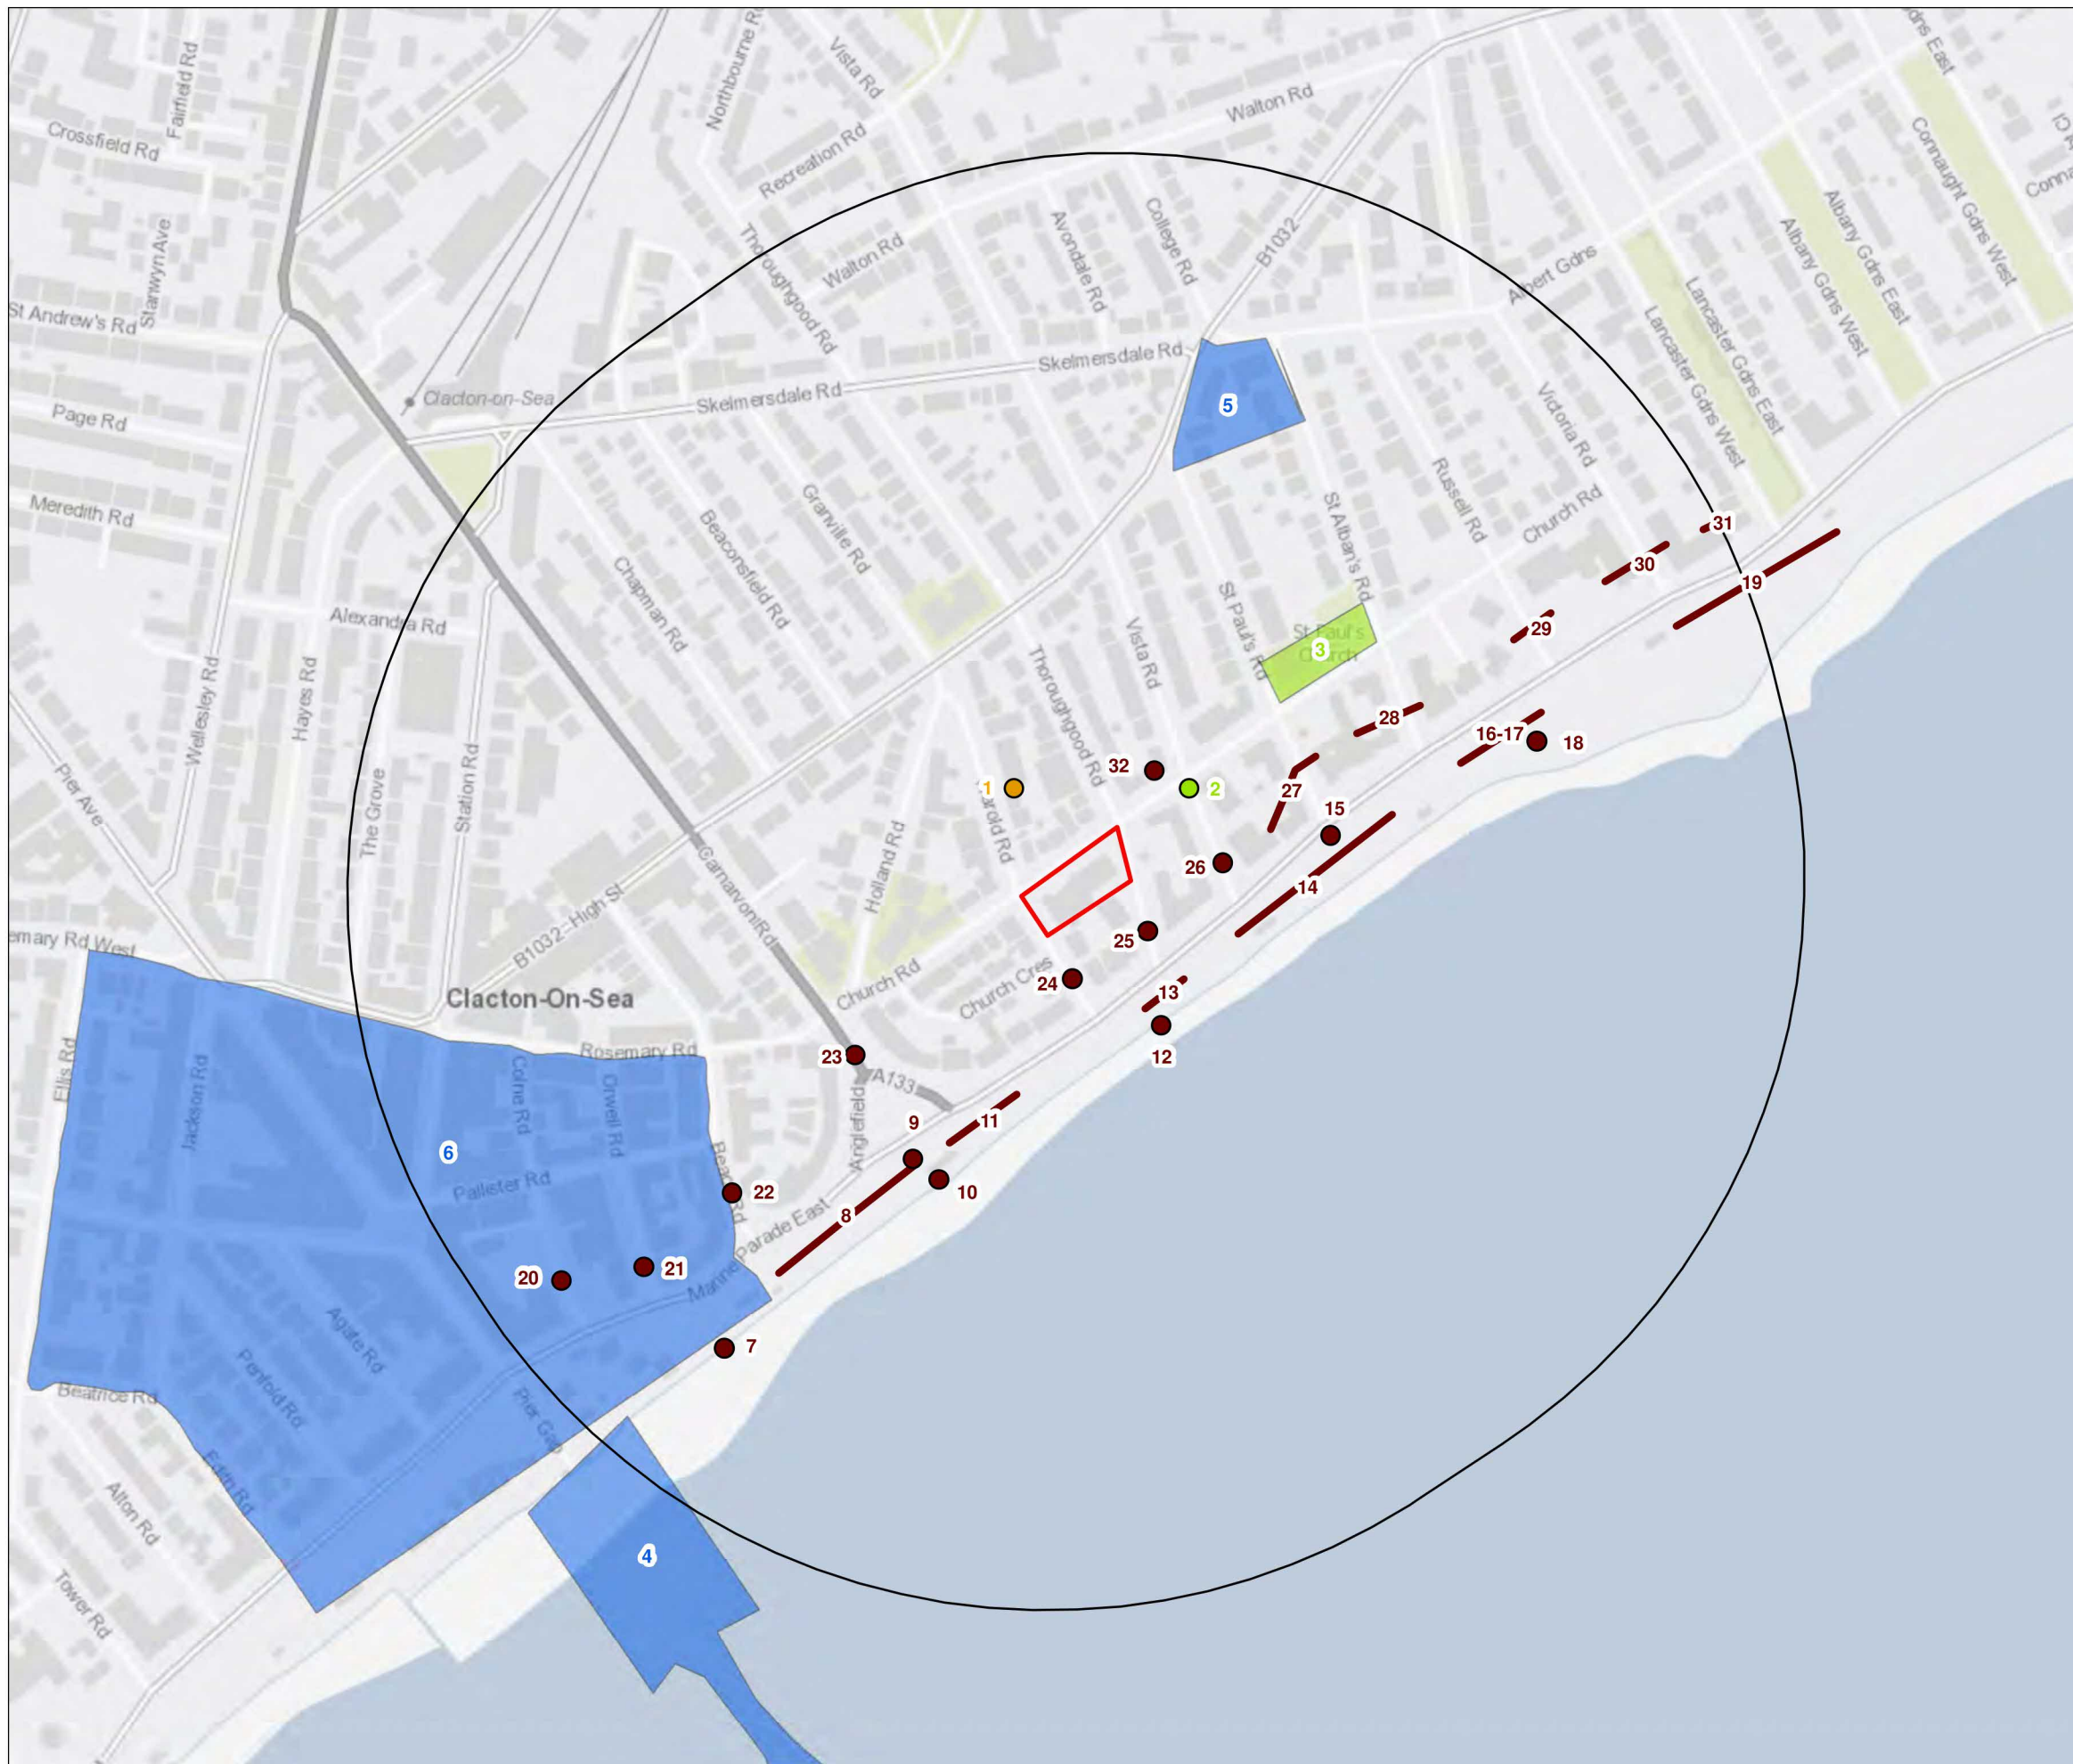 Fairfield Rd
Northbourne Rd
Vista Rd
Crossfield Rd
Recreation Rd
Walton Rd
Connaught Gdns West
Stanwyn Ave
Thoroughgood Rd
Walton Rd
Avondale Rd
College Rd
B1032
Albert Gdns
Albany Gdns West
Albany Gdns East
St Andrew's Rd
Lancaster Gdns West
Lancaster Gdns East
Clacton-on-Sea
Skelmersdale Rd
Skelmersdale Rd
5
Page Rd
Victoria Rd
Meredith Rd
Granville Rd
Beaconsfield Rd
Chapman Rd
Russell Rd
Church Rd
St Alban's Rd
31
30
19
29
Alexandra Rd
St Paul's Rd
St Paul's
Church
3
Vista Rd
Thoroughgood Rd
Wellesley Rd
Hayes Rd
28
16-17
18
Pier Ave
The Grove
Station Rd
1
32
2
27
15
Harold Rd
Holland Rd
Carnarvon Rd
26
14
B1032 - High St
25
Church Rd
Church Cres
24
13
Clacton-On-Sea
12
Rosemary Rd
23
A133
Ellis Rd
Jackson Rd
Colne Rd
Orwell Rd
Anglefield
9
11
6
Pallister Rd
22
10
8
Marine Parade East
20
21
Agate Rd
7
Penfold Rd
Beatrice Rd
Pier Gap
Alton Rd
4
Tower Rd